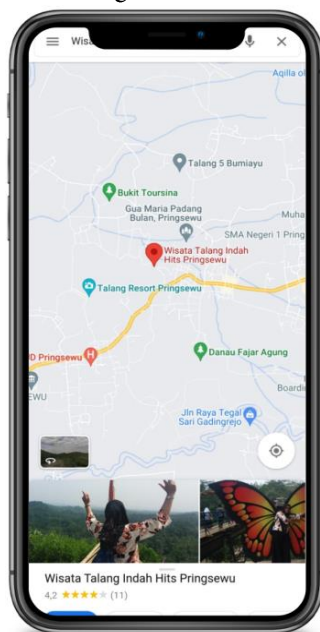 Wisa
Aqilla ol
Talang 5 Bumiayu
Bukit Toursina
Gua Maria Padang
Bulan, Pringsewu
Muha
SMA Negeri 1 Pring
Wisata Talang Indah
Hits Pringsewu
Talang Resort Pringsewu
Danau Fajar Agung
D Pringsewu
H
EWU
Boardi
Jln Raya Tegal
Sari Gadingrejo
Wisata Talang Indah Hits Pringsewu
4,2 (11)